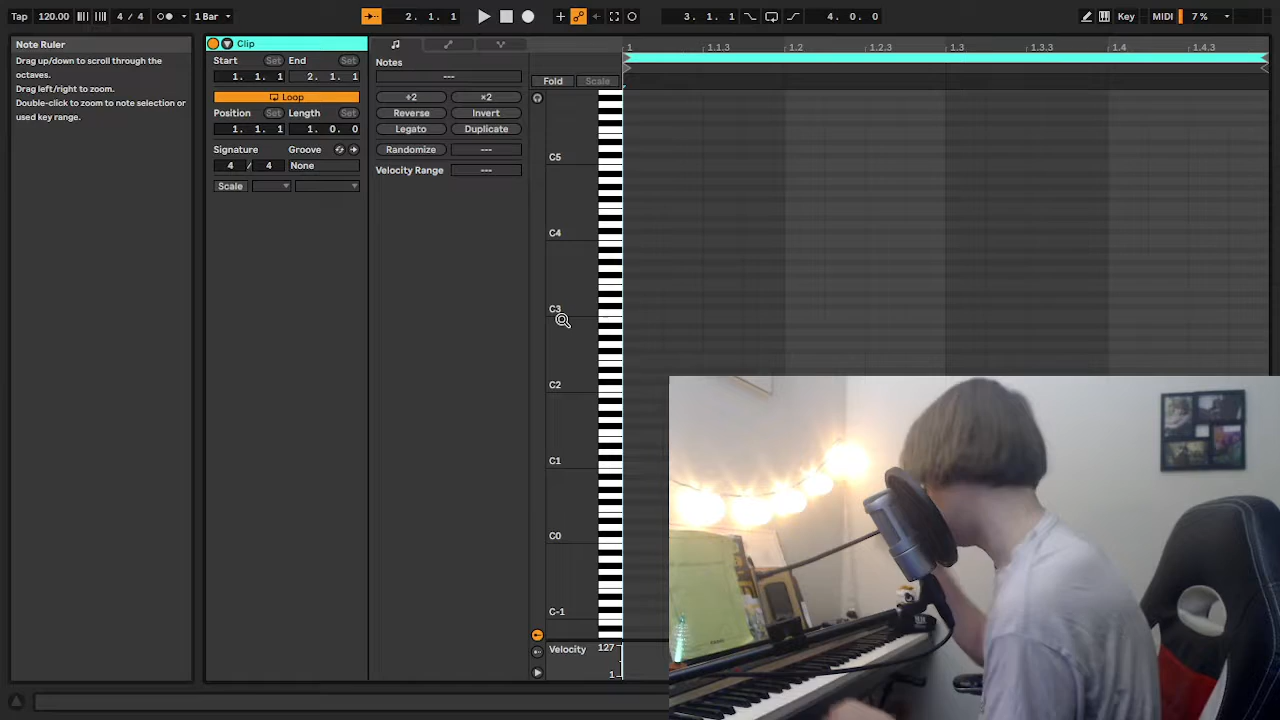 Tap 120.00 4 / 4 1 Bar 2. 1. 1 3. 1. 1 4. 0. 0 Key MIDI 7 %
Note Ruler
Drag up/down to scroll through the
octaves.
Drag left/right to zoom.
Double-click to zoom to note selection or
used key range.
Clip
Start Set End Set
1. 1. 1 2. 1. 1
Loop
Position Set Length Set
1. 1. 1 1. 0. 0
Signature Groove
4 / 4 None
Scale
Notes
---
÷2 ×2
Reverse Invert
Legato Duplicate
Randomize ---
Velocity Range ---
1 1.1.3 1.2 1.2.3 1.3 1.3.3 1.4 1.4.3
Fold Scale
C5
C4
C3
C2
C1
C0
C-1
Velocity 127
1